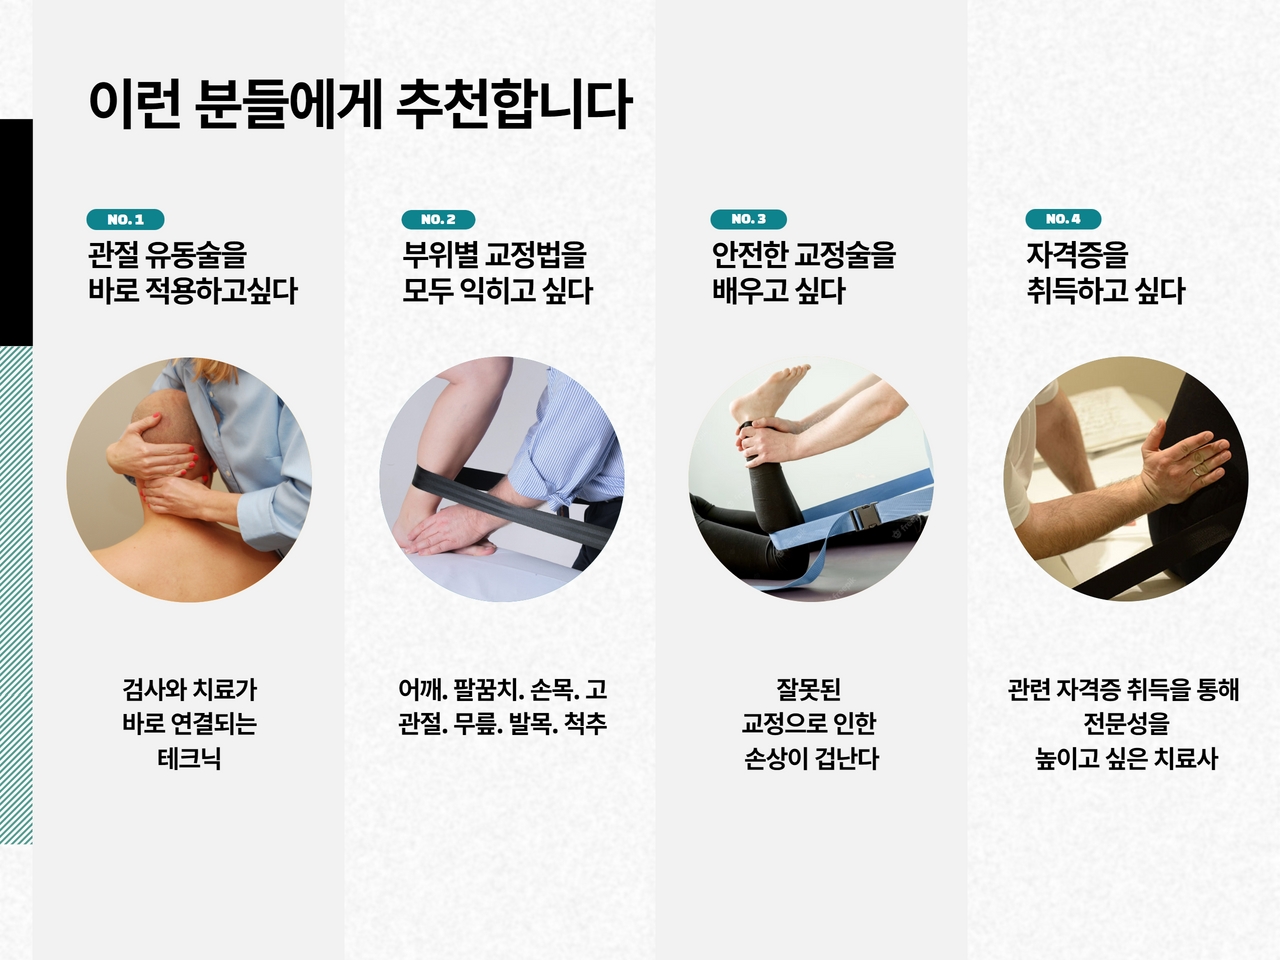 이런 분들에게 추천합니다
NO. 1
관절 유동술을
바로 적용하고싶다
검사와 치료가
바로 연결되는
테크닉
NO. 2
부위별 교정법을
모두 익히고 싶다
어깨. 팔꿈치. 손목. 고
관절. 무릎. 발목. 척추
NO. 3
안전한 교정술을
배우고 싶다
잘못된
교정으로 인한
손상이 겁난다
NO. 4
자격증을
취득하고 싶다
관련 자격증 취득을 통해
전문성을
높이고 싶은 치료사